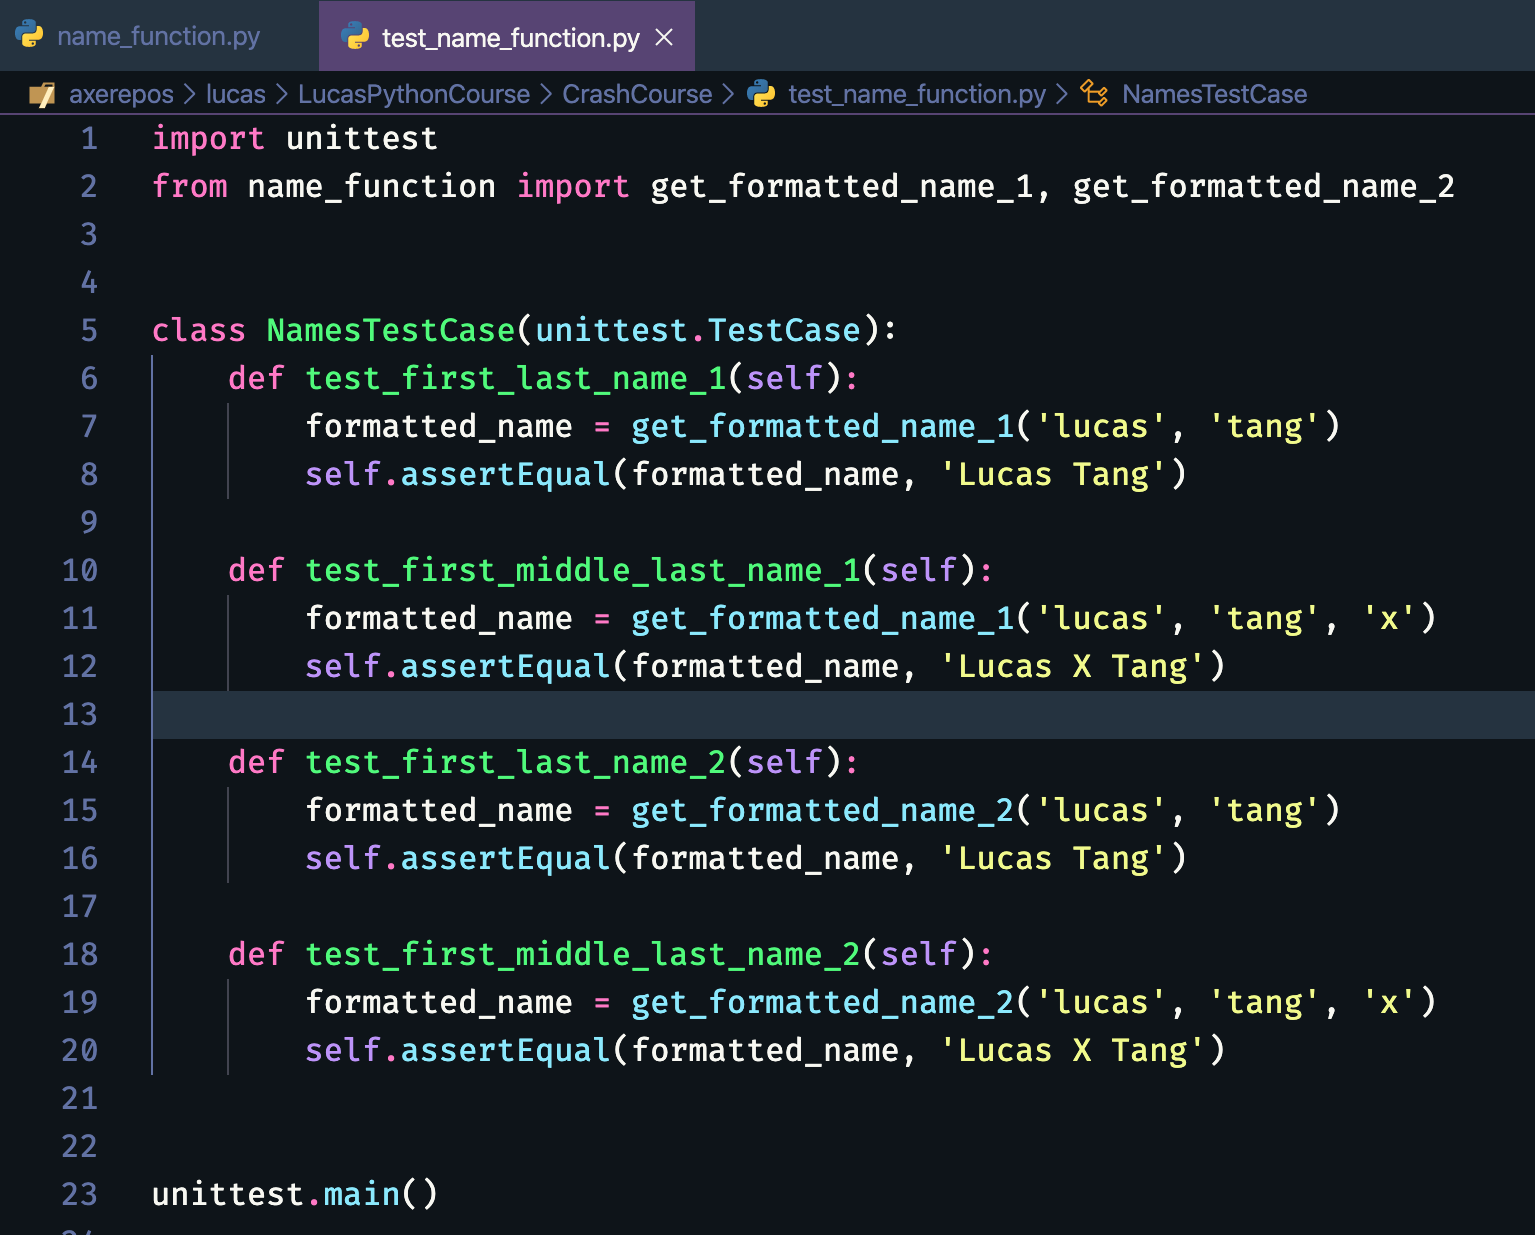 name_function.py
test_name_function.py
axerepos > lucas > LucasPythonCourse > CrashCourse > test_name_function.py > NamesTestCase
1 import unittest
2 from name_function import get_formatted_name_1, get_formatted_name_2
3
4
5 class NamesTestCase(unittest.TestCase):
6     def test_first_last_name_1(self):
7         formatted_name = get_formatted_name_1('lucas', 'tang')
8         self.assertEqual(formatted_name, 'Lucas Tang')
9
10     def test_first_middle_last_name_1(self):
11         formatted_name = get_formatted_name_1('lucas', 'tang', 'x')
12         self.assertEqual(formatted_name, 'Lucas X Tang')
13
14     def test_first_last_name_2(self):
15         formatted_name = get_formatted_name_2('lucas', 'tang')
16         self.assertEqual(formatted_name, 'Lucas Tang')
17
18     def test_first_middle_last_name_2(self):
19         formatted_name = get_formatted_name_2('lucas', 'tang', 'x')
20         self.assertEqual(formatted_name, 'Lucas X Tang')
21
22
23 unittest.main()